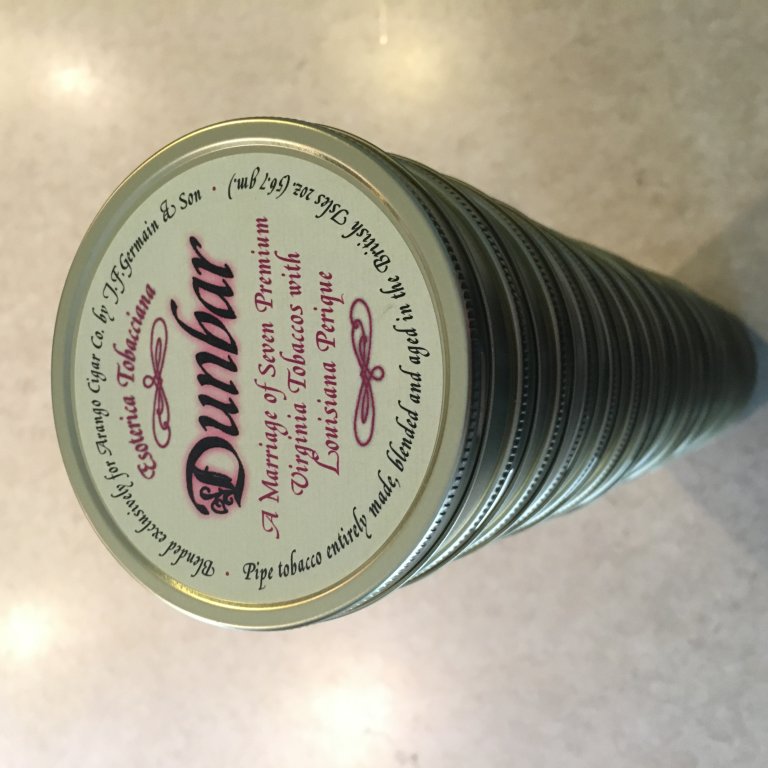 Blended exclusively for Arango Cigar Co. by J.F. Germain & Son •
Esoterica Tobacciana
Dunbar
A Marriage of Seven Premium
Virginia Tobaccos with
Louisiana Perique
Pipe tobacco entirely made, blended and aged in the British Isles 2oz. (56.7 gm.) •